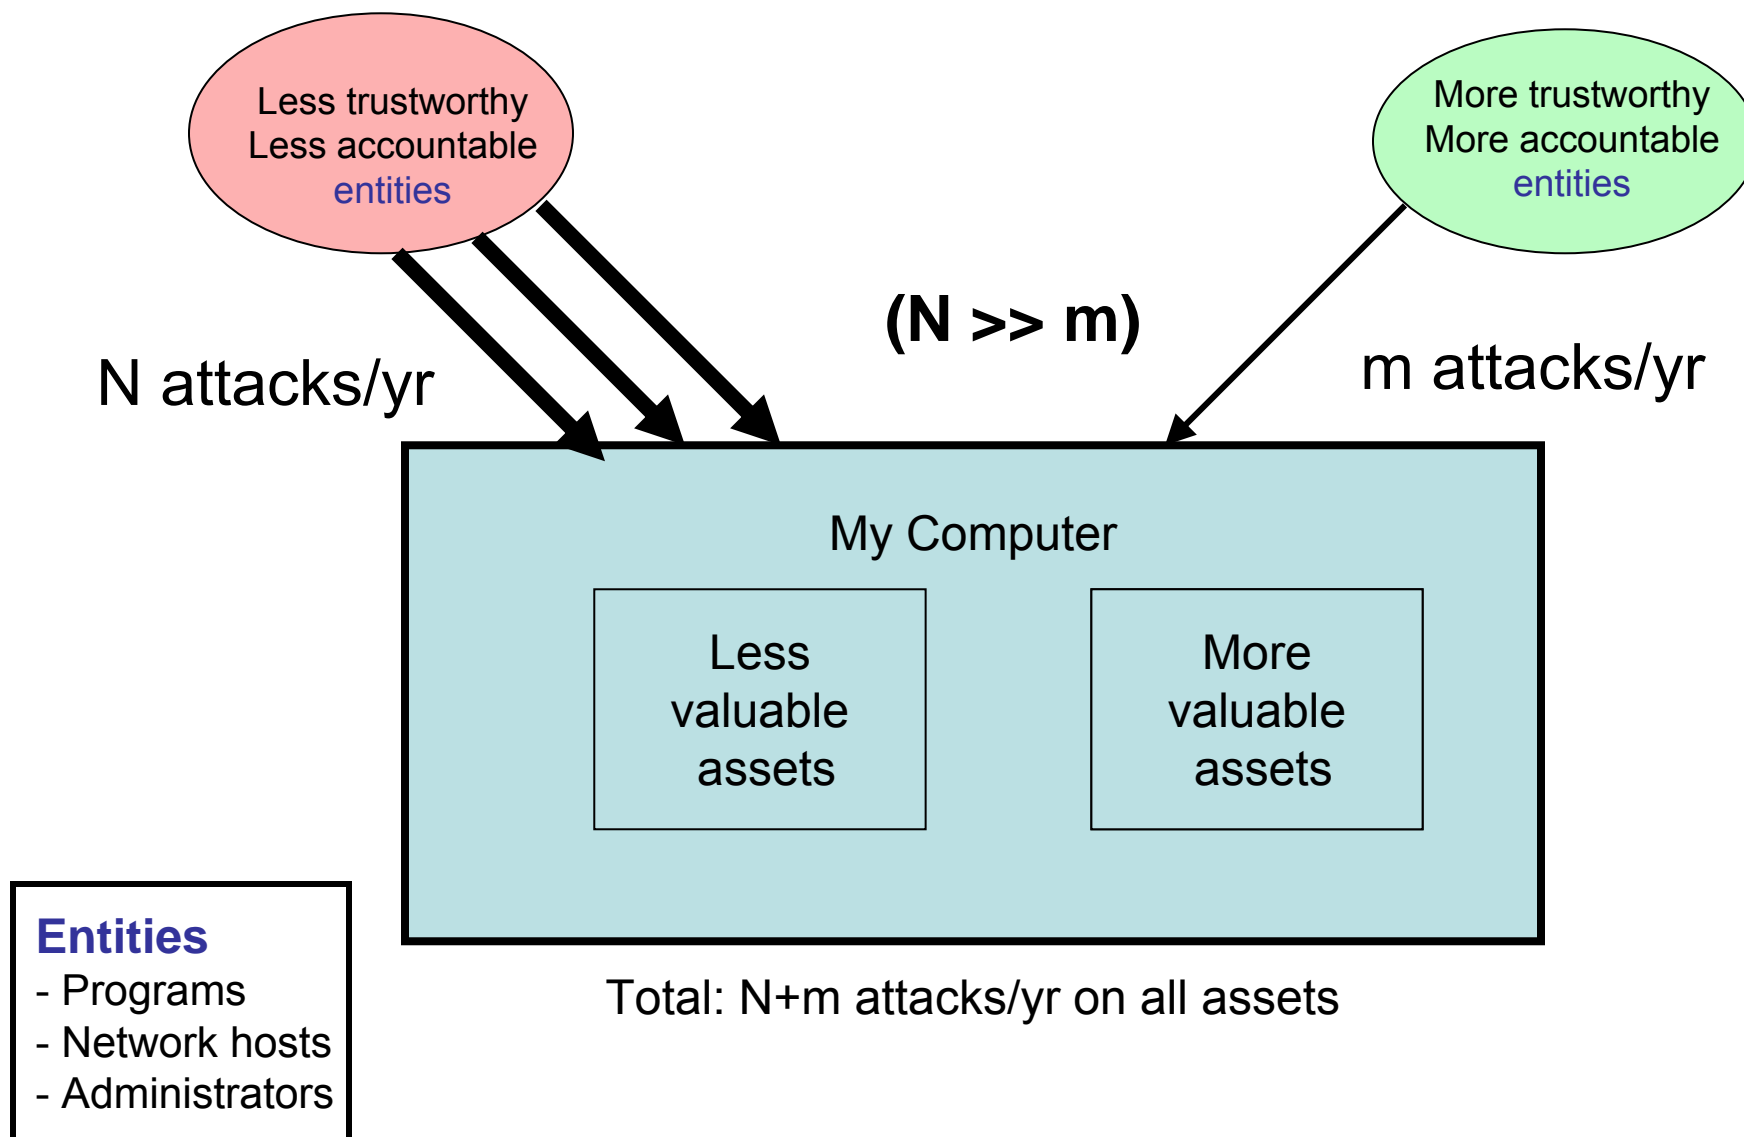 Less trustworthy
Less accountable
entities
More trustworthy
More accountable
entities
(N >> m)
N attacks/yr
m attacks/yr
My Computer
Less
valuable
assets
More
valuable
assets
Entities
- Programs
- Network hosts
- Administrators
Total: N+m attacks/yr on all assets